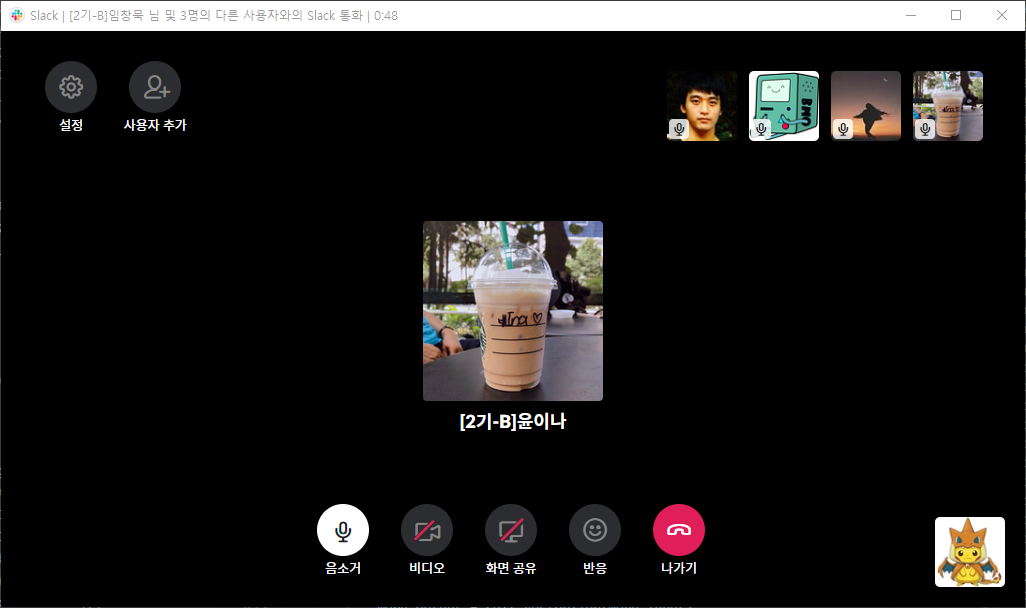 Slack | [2기-B]임창묵 님 및 3명의 다른 사용자와의 Slack 통화 | 0:48
설정
사용자 추가
BMO
Ina ♡
[2기-B]윤이나
음소거
비디오
화면 공유
반응
나가기